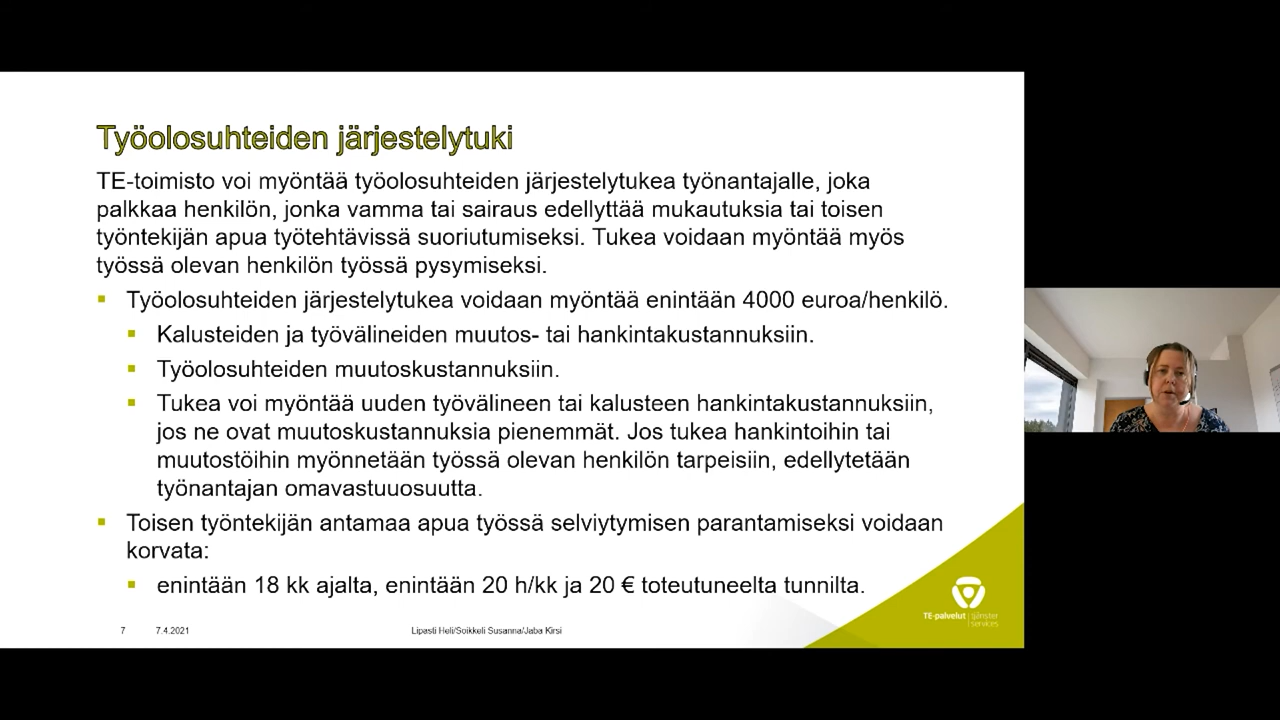 Työolosuhteiden järjestelytuki
TE-toimisto voi myöntää työolosuhteiden järjestelytukea työnantajalle, joka
palkkaa henkilön, jonka vamma tai sairaus edellyttää mukautuksia tai toisen
työntekijän apua työtehtävissä suoriutumiseksi. Tukea voidaan myöntää myös
työssä olevan henkilön työssä pysymiseksi.
Työolosuhteiden järjestelytukea voidaan myöntää enintään 4000 euroa/henkilö.
Kalusteiden ja työvälineiden muutos- tai hankintakustannuksiin.
Työolosuhteiden muutoskustannuksiin.
Tukea voi myöntää uuden työvälineen tai kalusteen hankintakustannuksiin,
jos ne ovat muutoskustannuksia pienemmät. Jos tukea hankintoihin tai
muutostöihin myönnetään työssä olevan henkilön tarpeisiin, edellytetään
työnantajan omavastuuosuutta.
Toisen työntekijän antamaa apua työssä selviytymisen parantamiseksi voidaan
korvata:
enintään 18 kk ajalta, enintään 20 h/kk ja 20 € toteutuneelta tunnilta.
TE-palvelut tjänster
services
7 7.4.2021 Lipasti Heli/Soikkeli Susanna/Jaba Kirsi